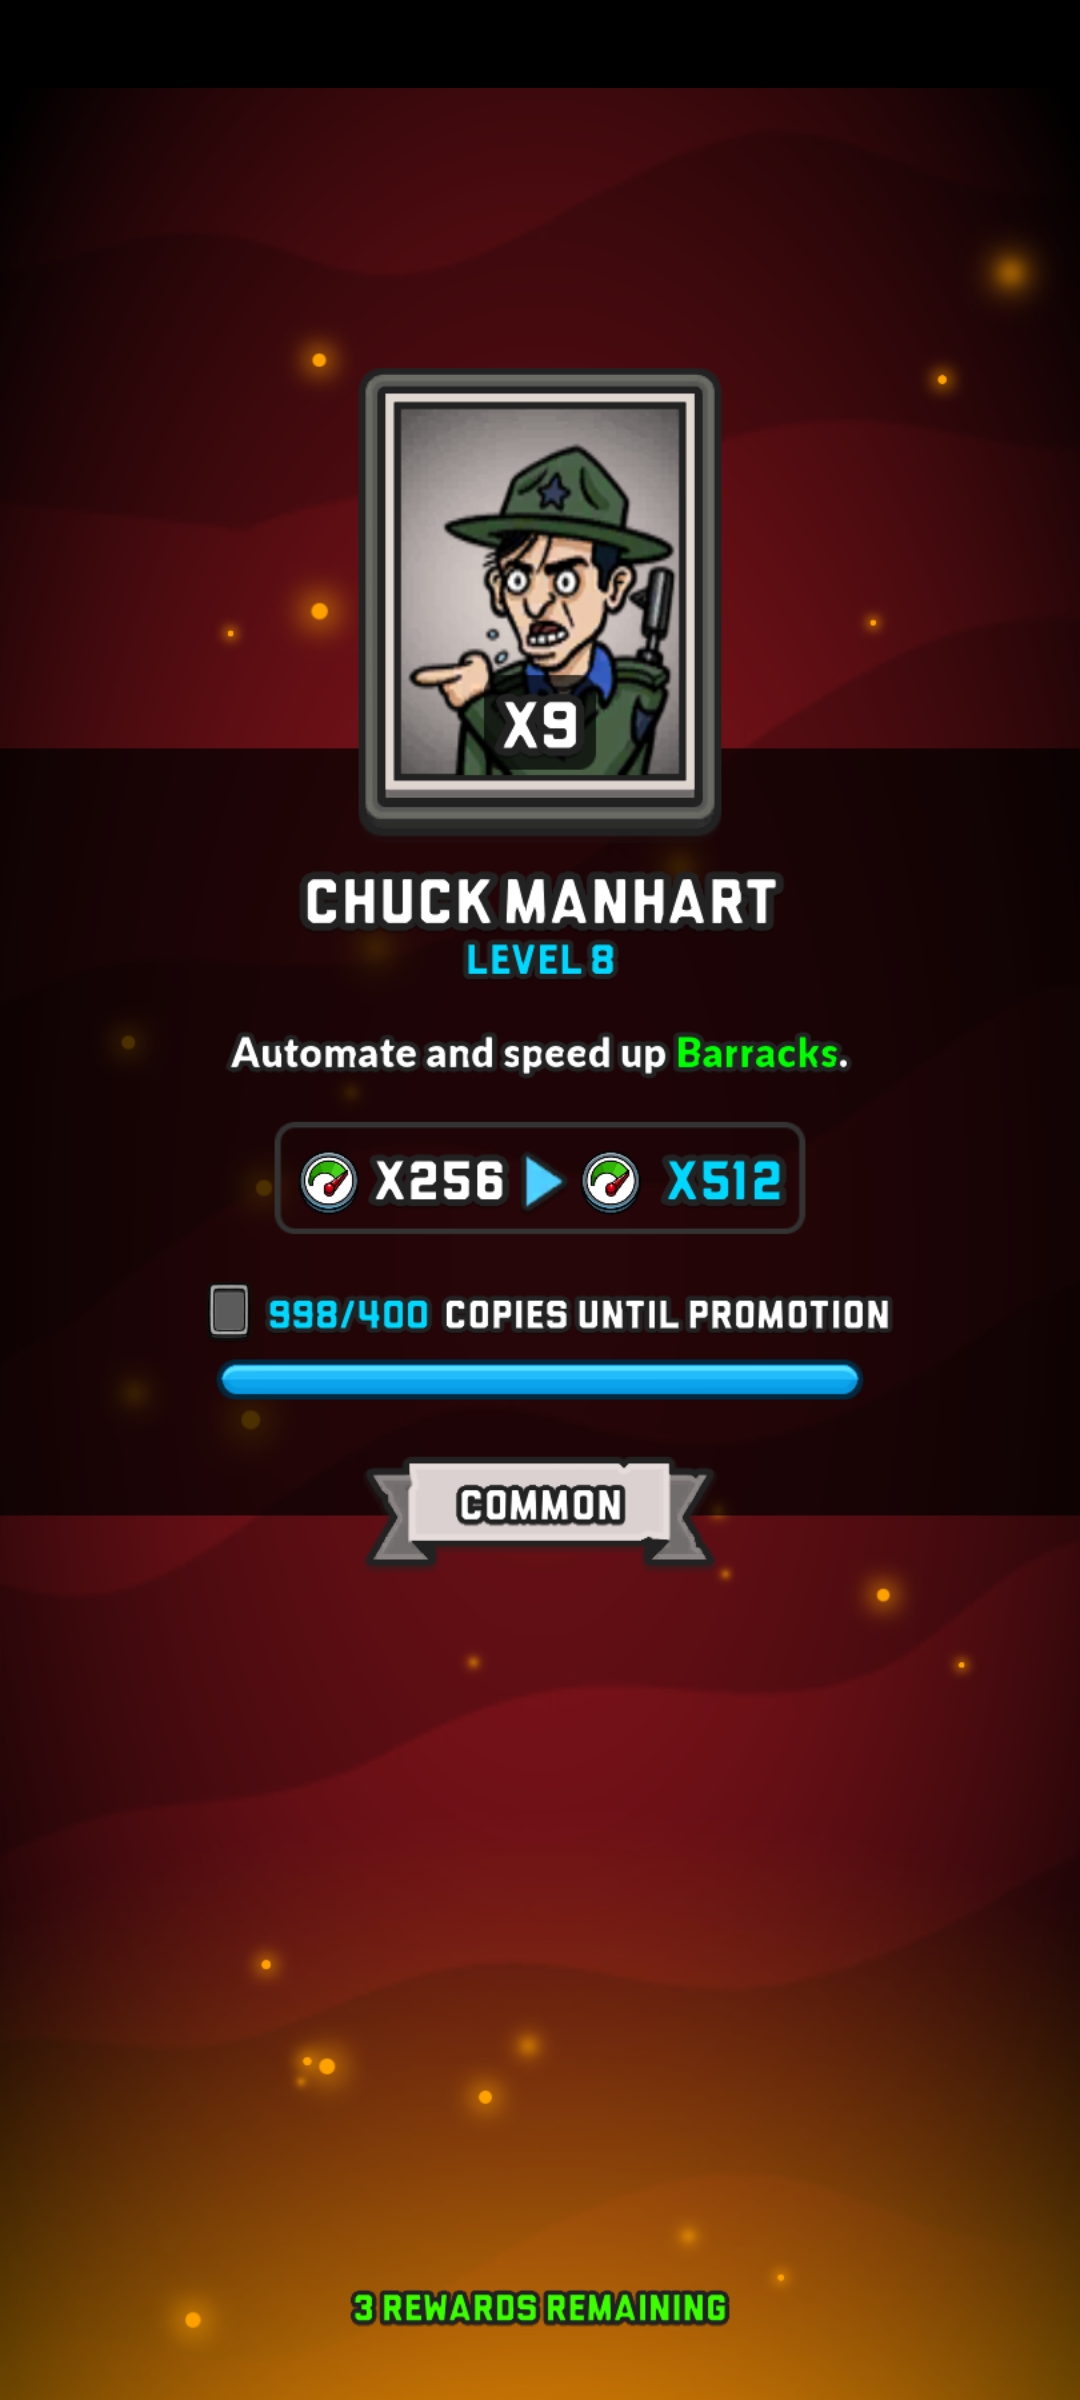 X9
CHUCK MANHART
LEVEL 8
Automate and speed up Barracks.
X256 X512
998/400 COPIES UNTIL PROMOTION
COMMON
3 REWARDS REMAINING